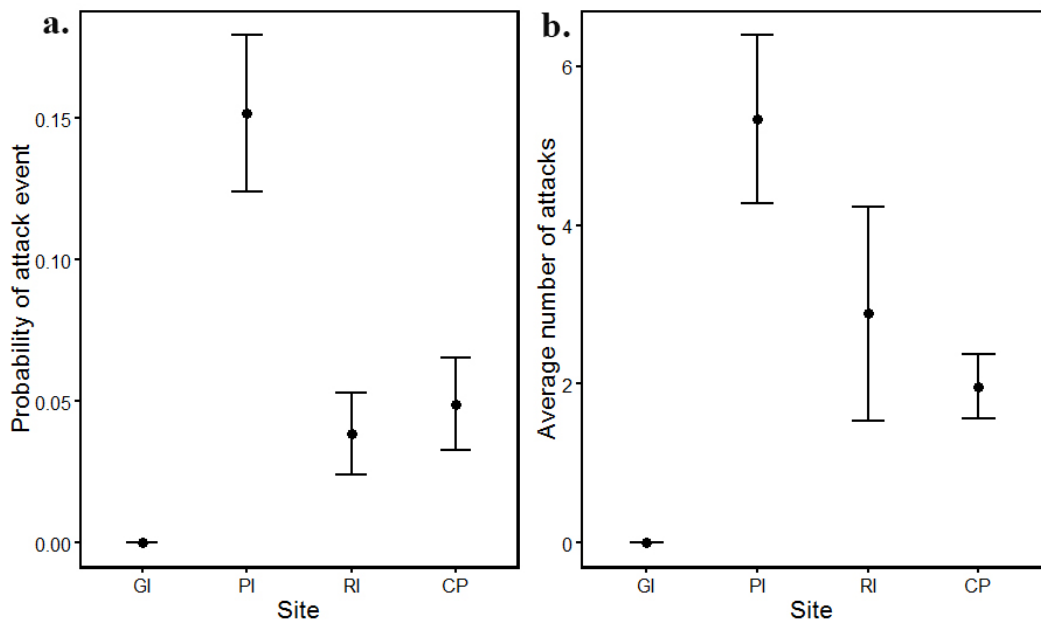 a.
Probability of attack event
0.15
0.10
0.05
0.00
GI PI RI CP
Site
b.
Average number of attacks
6
4
2
0
GI PI RI CP
Site